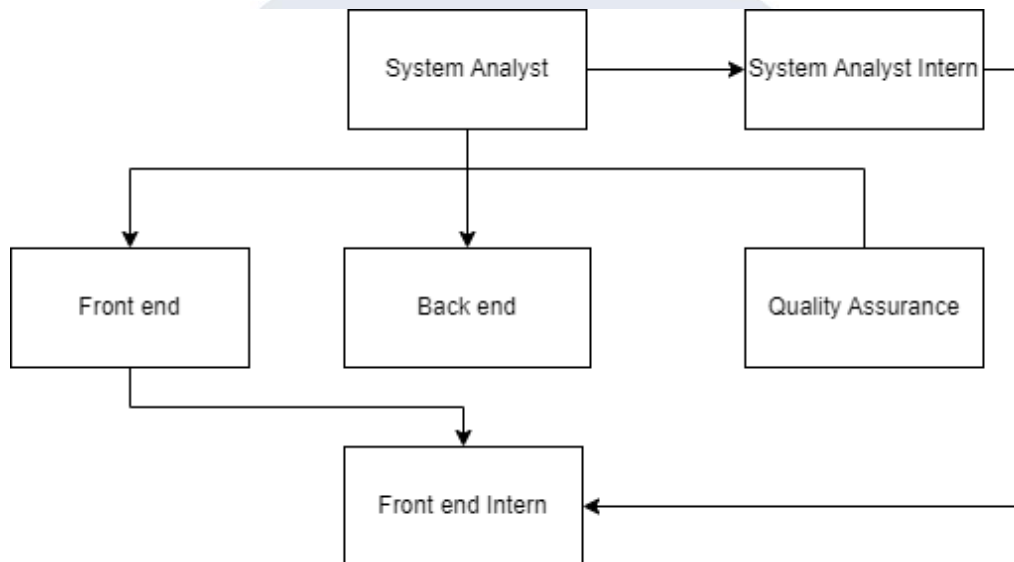 System Analyst
System Analyst Intern
Front end
Back end
Quality Assurance
Front end Intern